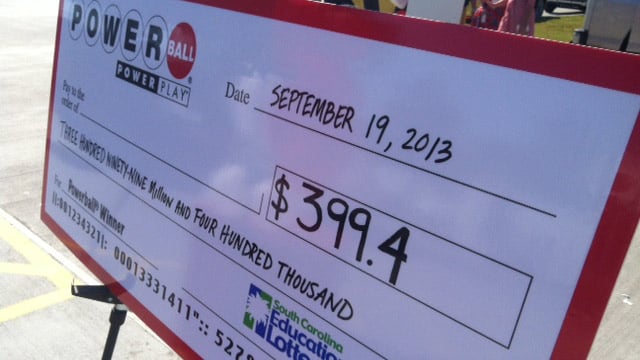 POWERBALL
POWER PLAY
Date SEPTEMBER 19, 2013
Pay to the
order of
$399.4
THREE HUNDRED NINETY-NINE MILLION AND FOUR HUNDRED THOUSAND
For... Powerball® Winner
South Carolina
Education